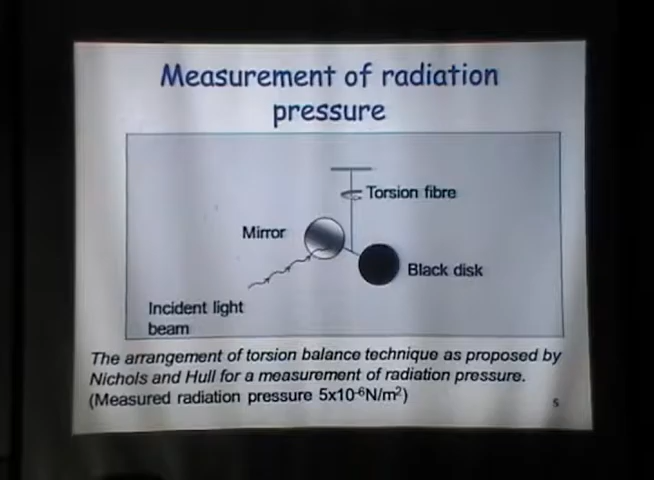 Measurement of radiation
pressure
Torsion fibre
Mirror
Black disk
Incident light
beam
The arrangement of torsion balance technique as proposed by
Nichols and Hull for a measurement of radiation pressure.
(Measured radiation pressure 5x10⁻⁶N/m²)
5